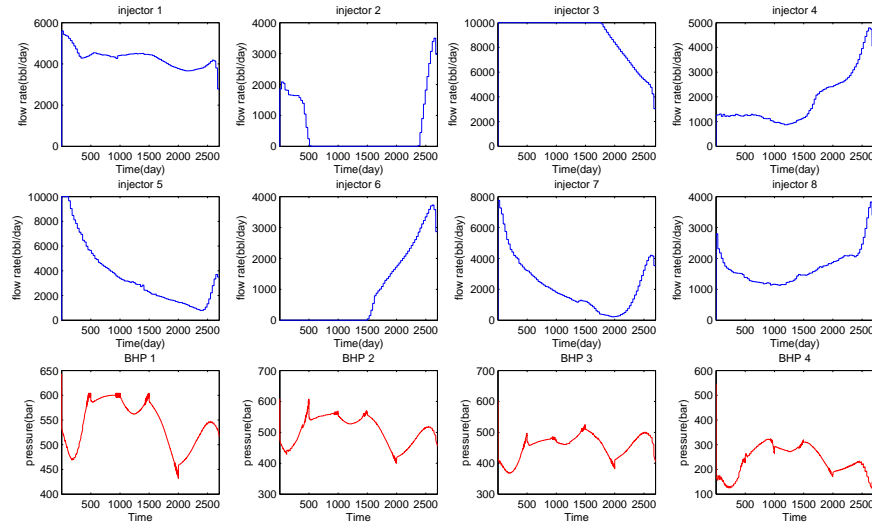 injector 1
injector 2
injector 3
injector 4
6000
4000
2000
0
flow rate(bbl/day)
500 1000 1500 2000 2500
Time(day)
4000
3000
2000
1000
0
flow rate(bbl/day)
500 1000 1500 2000 2500
Time(day)
10000
8000
6000
4000
2000
0
flow rate(bbl/day)
500 1000 1500 2000 2500
Time(day)
5000
4000
3000
2000
1000
0
flow rate(bbl/day)
500 1000 1500 2000 2500
Time(day)
injector 5
injector 6
injector 7
injector 8
10000
8000
6000
4000
2000
0
flow rate(bbl/day)
500 1000 1500 2000 2500
Time(day)
4000
3000
2000
1000
0
flow rate(bbl/day)
500 1000 1500 2000 2500
Time(day)
8000
6000
4000
2000
0
flow rate(bbl/day)
500 1000 1500 2000 2500
Time(day)
4000
3000
2000
1000
0
flow rate(bbl/day)
500 1000 1500 2000 2500
Time(day)
BHP 1
BHP 2
BHP 3
BHP 4
650
600
550
500
450
400
pressure(bar)
500 1000 1500 2000 2500
Time
700
600
500
400
300
pressure(bar)
500 1000 1500 2000 2500
Time
700
600
500
400
300
pressure(bar)
500 1000 1500 2000 2500
Time
600
500
400
300
200
100
pressure(bar)
500 1000 1500 2000 2500
Time